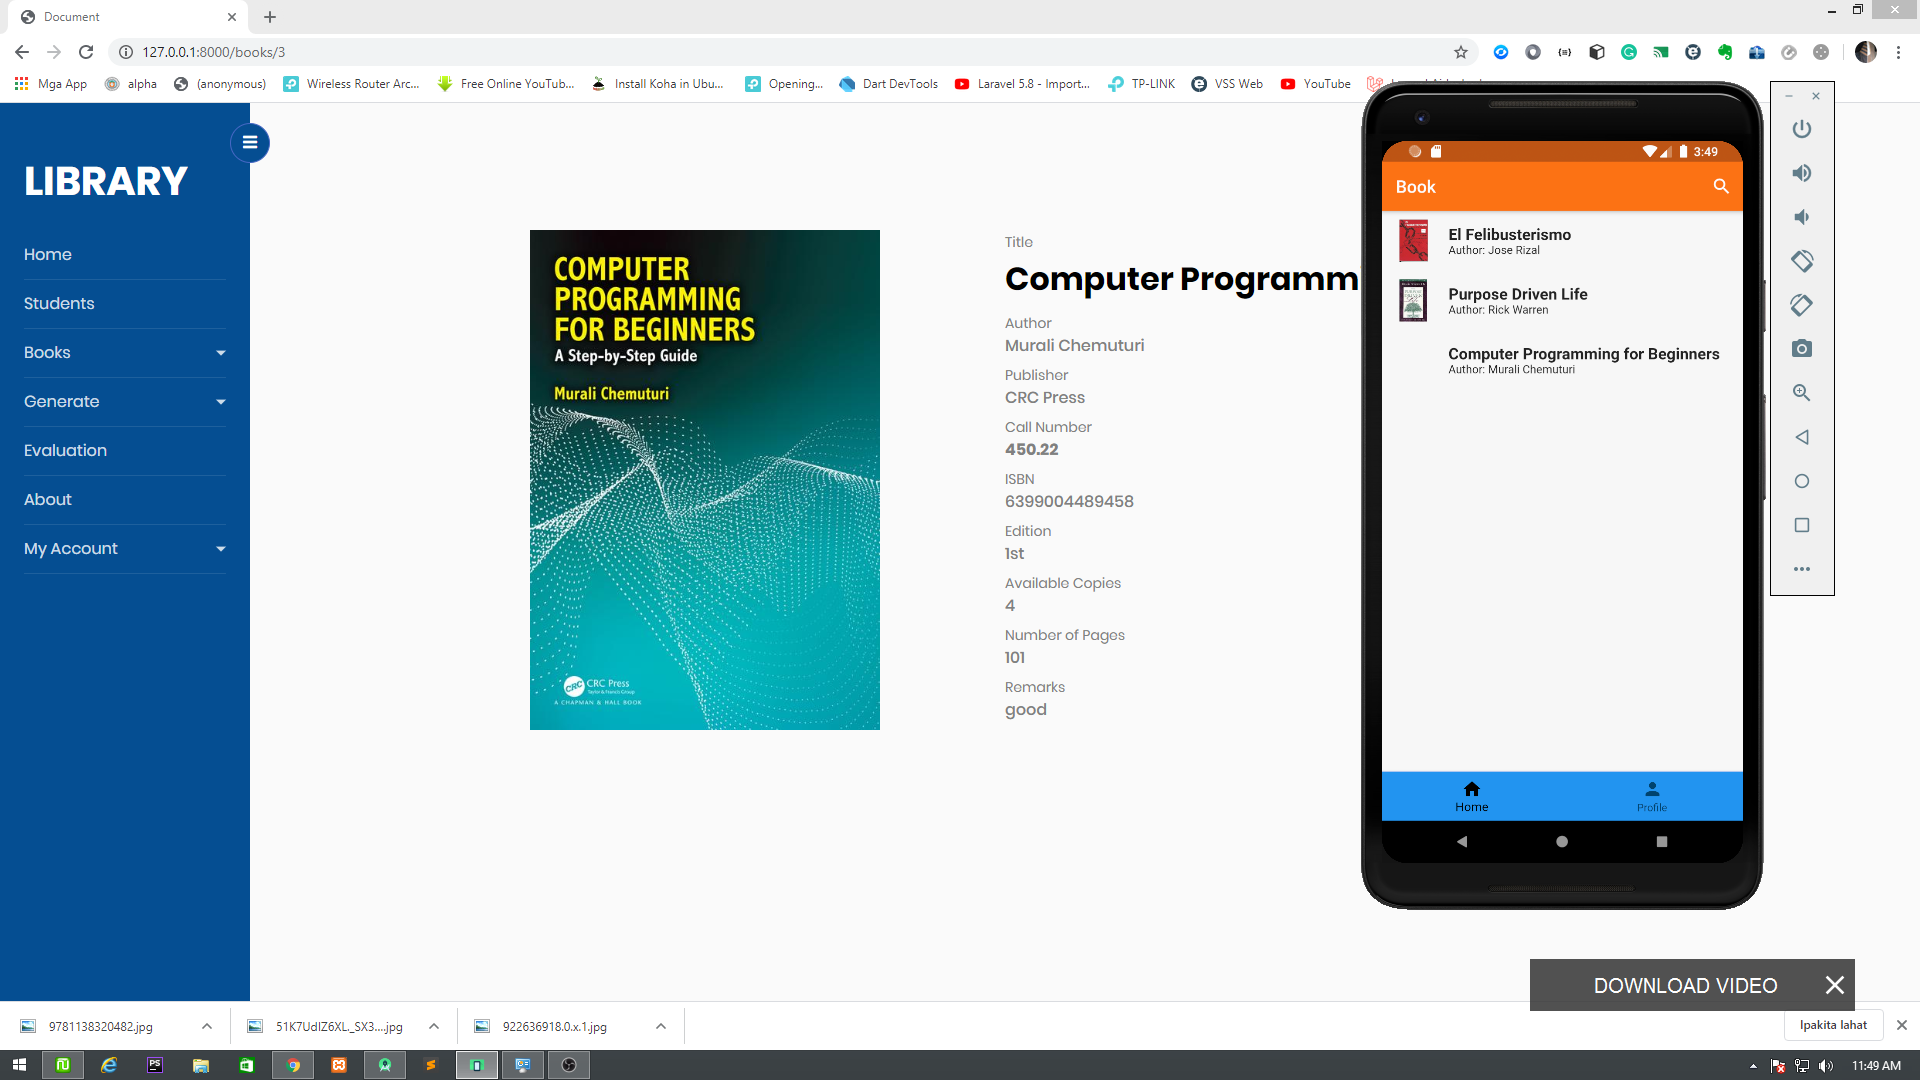 Document
127.0.0.1:8000/books/3
Mga App
alpha
(anonymous)
Wireless Router Arc...
Free Online YouTub...
Install Koha in Ubu...
Opening...
Dart DevTools
Laravel 5.8 - Import...
TP-LINK
VSS Web
YouTube
LIBRARY
Home
Students
Books
Generate
Evaluation
About
My Account
COMPUTER
PROGRAMMING
FOR BEGINNERS
A Step-by-Step Guide
Murali Chemuturi
CRC CRC Press
Taylor & Francis Group
A CHAPMAN & HALL BOOK
Title
Computer Programm
Author
Murali Chemuturi
Publisher
CRC Press
Call Number
450.22
ISBN
6399004489458
Edition
1st
Available Copies
4
Number of Pages
101
Remarks
good
3:49
Book
El Felibusterismo
Author: Jose Rizal
Purpose Driven Life
Author: Rick Warren
Computer Programming for Beginners
Author: Murali Chemuturi
Home
Profile
DOWNLOAD VIDEO
9781138320482.jpg
51K7UdIZ6XL._SX3....jpg
922636918.0.x.1.jpg
Ipakita lahat
PS
11:49 AM